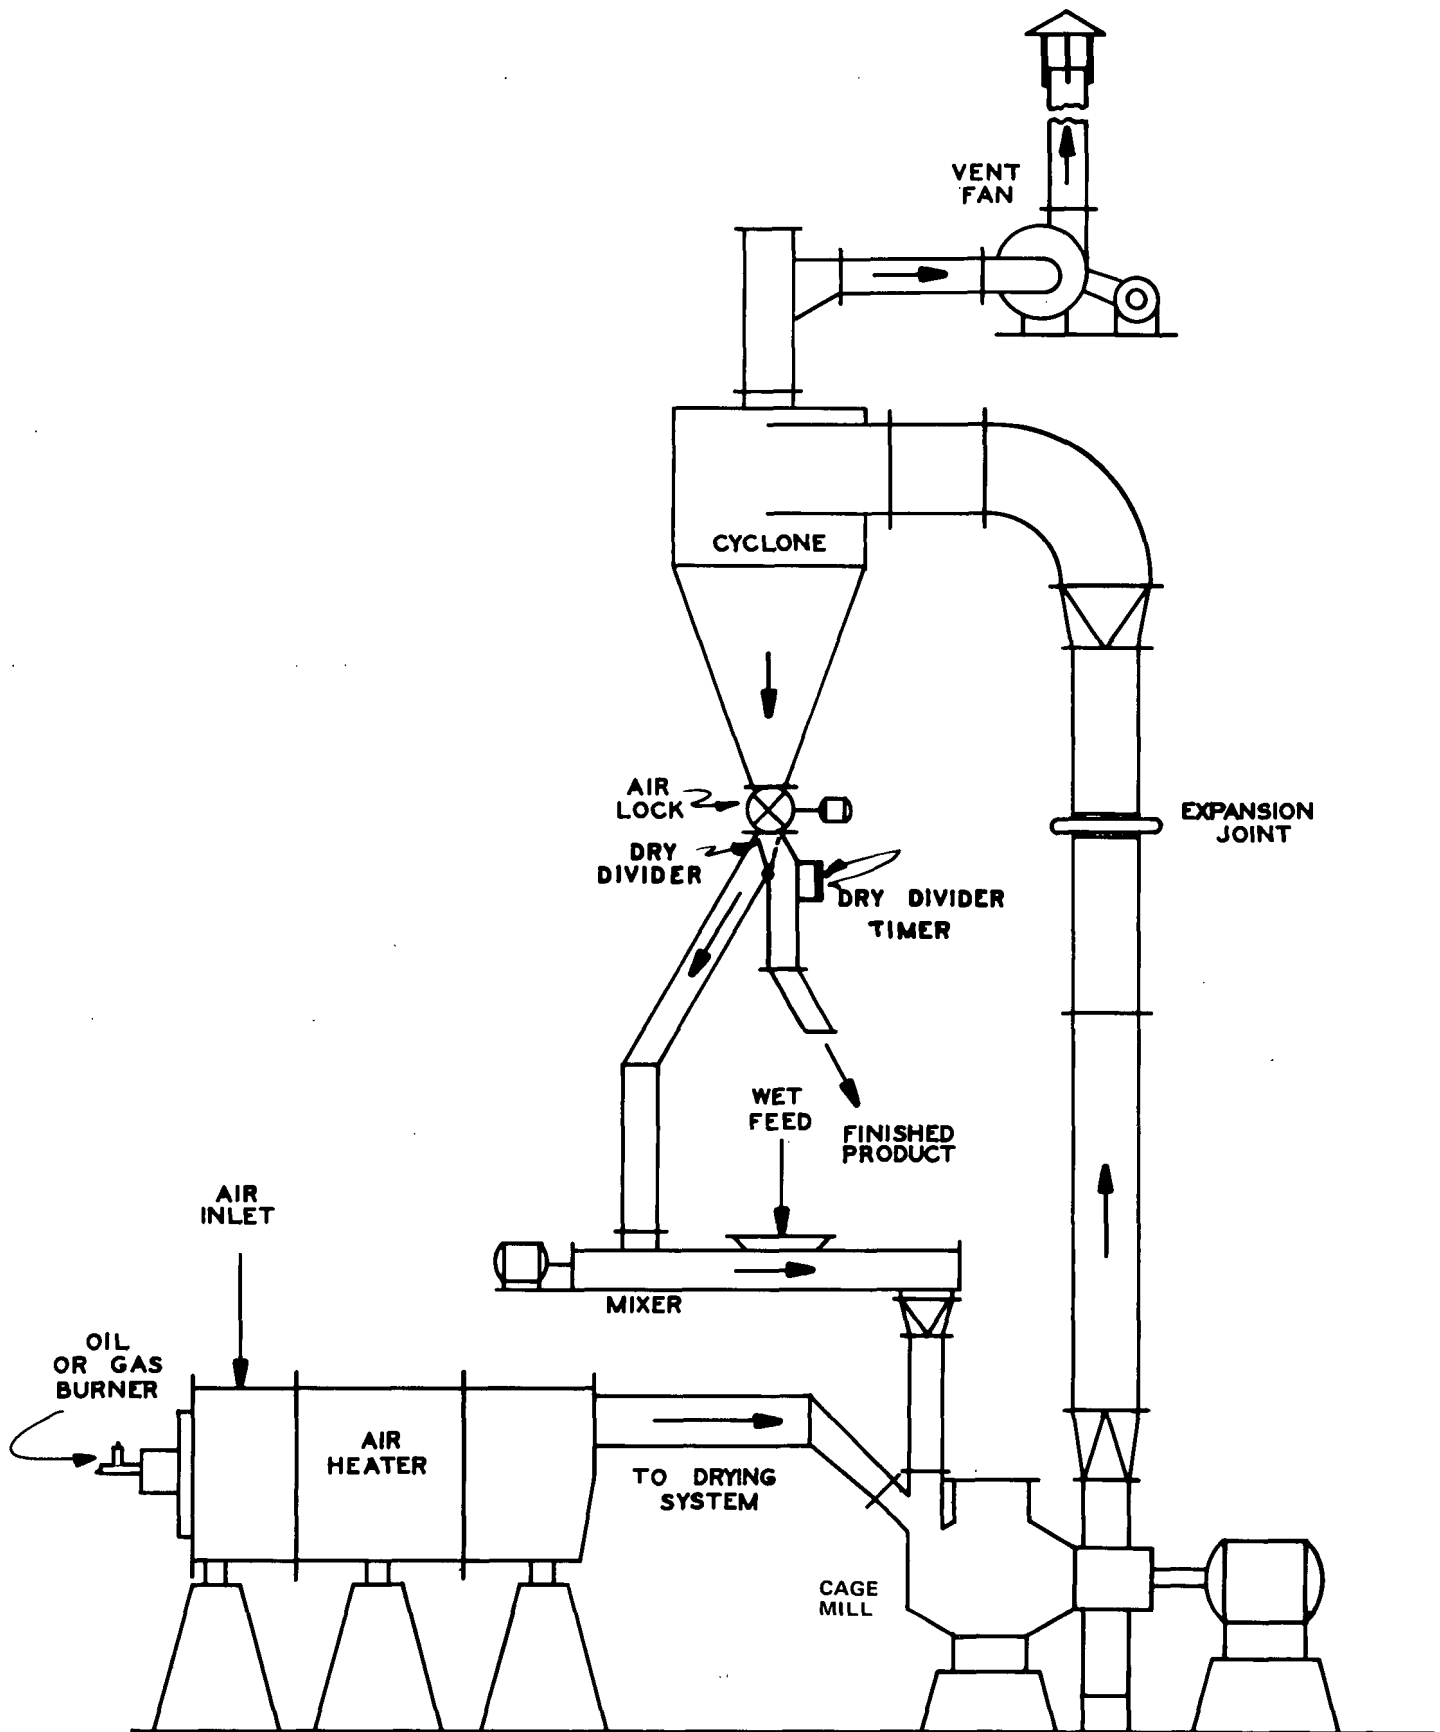 VENT
FAN
CYCLONE
AIR
LOCK
EXPANSION
JOINT
DRY
DIVIDER
DRY DIVIDER
TIMER
WET
FEED
FINISHED
PRODUCT
AIR
INLET
MIXER
OIL
OR GAS
BURNER
AIR
HEATER
TO DRYING
SYSTEM
CAGE
MILL